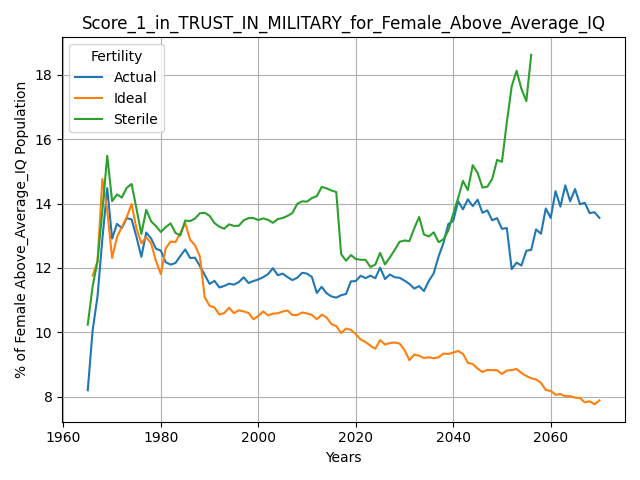 Score_1_in_TRUST_IN_MILITARY_for_Female_Above_Average_IQ
Fertility
Actual
Ideal
Sterile
% of Female Above_Average_IQ Population
18
16
14
12
10
8
1960 1980 2000 2020 2040 2060
Years